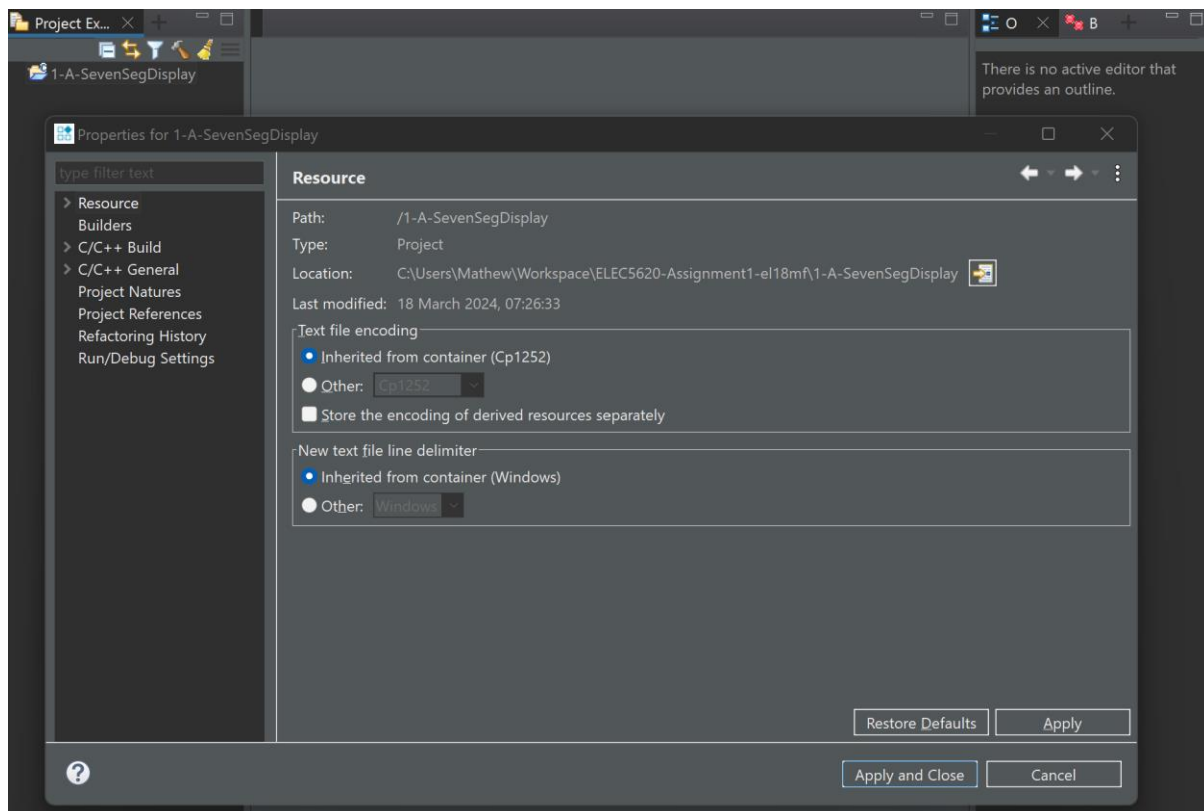 Project Ex...
O
B
1-A-SevenSegDisplay
There is no active editor that
provides an outline.
Properties for 1-A-SevenSegDisplay
type filter text
Resource
Builders
C/C++ Build
C/C++ General
Project Natures
Project References
Refactoring History
Run/Debug Settings
Resource
Path: /1-A-SevenSegDisplay
Type: Project
Location: C:\Users\Mathew\Workspace\ELEC5620-Assignment1-el18mf\1-A-SevenSegDisplay
Last modified: 18 March 2024, 07:26:33
Text file encoding
Inherited from container (Cp1252)
Other: Cp1252
Store the encoding of derived resources separately
New text file line delimiter
Inherited from container (Windows)
Other: Windows
Restore Defaults Apply
? Apply and Close Cancel